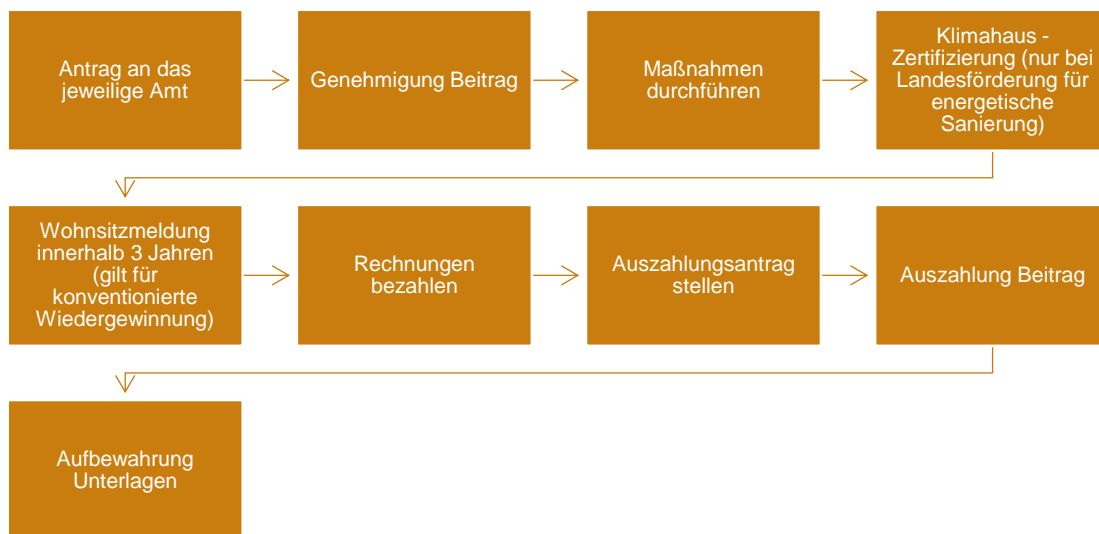 Antrag an das
jeweilige Amt
Genehmigung Beitrag
Maßnahmen
durchführen
Klimahaus -
Zertifizierung (nur bei
Landesförderung für
energetische
Sanierung)
Wohnsitzmeldung
innerhalb 3 Jahren
(gilt für
konventionierte
Wiedergewinnung)
Rechnungen
bezahlen
Auszahlungsantrag
stellen
Auszahlung Beitrag
Aufbewahrung
Unterlagen